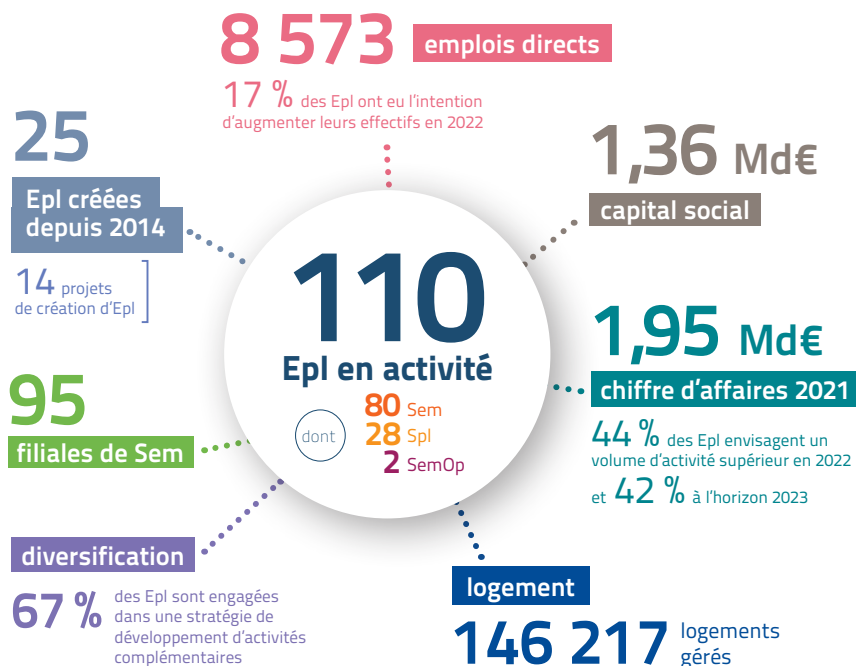 8 573 emplois directs
17 % des Epl ont eu l'intention
d'augmenter leurs effectifs en 2022
25
Epl créées
depuis 2014
14 projets
de création d'Epl
1,36 Md€
capital social
110
Epl en activité
dont
80 Sem
28 Spl
2 SemOp
1,95 Md€
chiffre d'affaires 2021
44 % des Epl envisagent un
volume d'activité supérieur en 2022
et 42 % à l'horizon 2023
95
filiales de Sem
diversification
67 % des Epl sont engagées
dans une stratégie de
développement d'activités
complémentaires
logement
146 217 logements
gérés